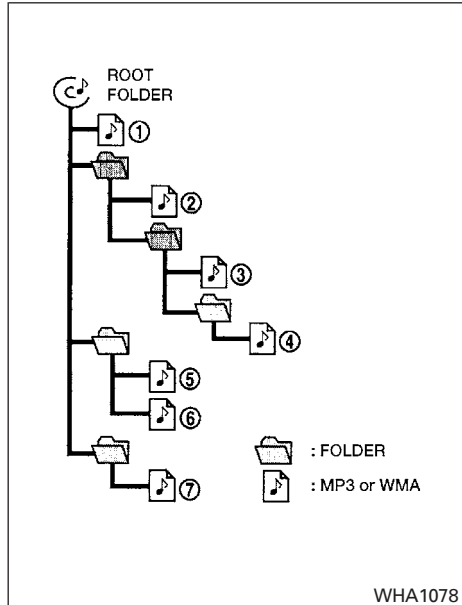 ROOT
FOLDER
①
②
③
④
⑤
⑥
⑦
: FOLDER
: MP3 or WMA
WHA1078